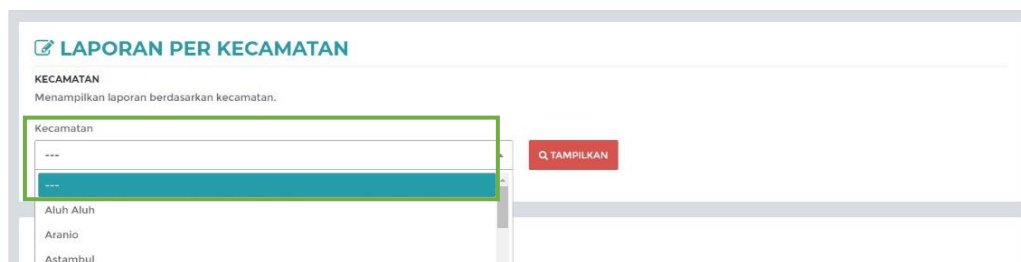 LAPORAN PER KECAMATAN
KECAMATAN
Menampilkan laporan berdasarkan kecamatan.
Kecamatan
---
TAMPILKAN
---
Aluh Aluh
Aranio
Astambul